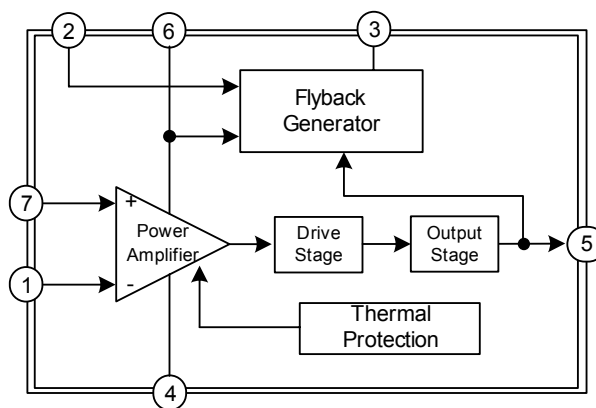 2
6
3
Flyback
Generator
7
+
Power
Amplifier
Drive
Stage
Output
Stage
5
1
-
Thermal
Protection
4